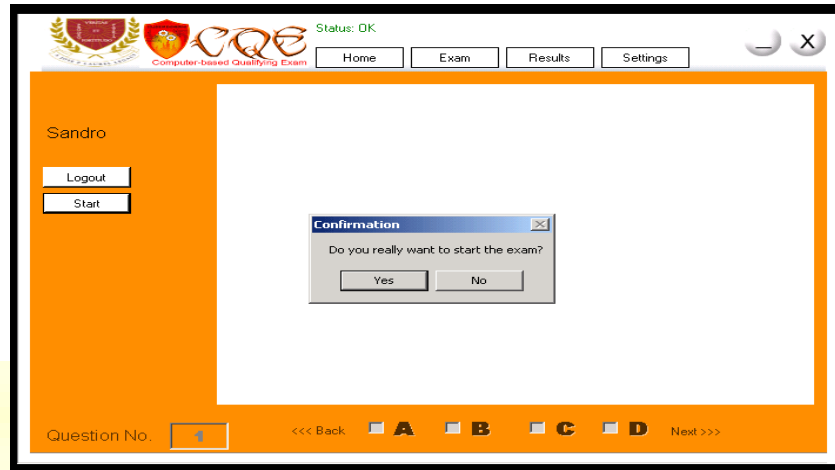 Status: OK
CQE
Computer-based Qualifying Exam
Home Exam Results Settings
_ X
Sandro
Logout
Start
Confirmation
Do you really want to start the exam?
Yes No
Question No. 1 <<< Back A B C D Next >>>